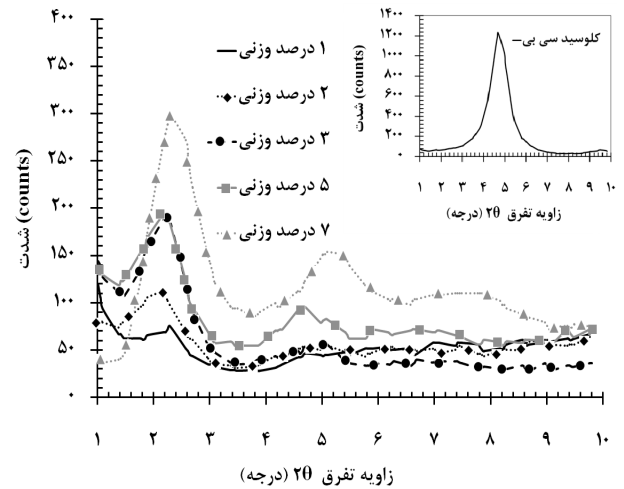 ۴۰۰
۳۵۰
۳۰۰
۲۵۰
۲۰۰
۱۵۰
۱۰۰
۵۰
۰
شدت (counts)
۱ درصد وزنی
۲ درصد وزنی
۳ درصد وزنی
۵ درصد وزنی
۷ درصد وزنی
۱ ۲ ۳ ۴ ۵ ۶ ۷ ۸ ۹ ۱۰
زاویه تفرق ۲θ (درجه)
۱۴۰۰
۱۲۰۰
۱۰۰۰
۸۰۰
۶۰۰
۴۰۰
۲۰۰
۰
شدت (counts)
کلوسید سی بی
۱ ۲ ۳ ۴ ۵ ۶ ۷ ۸ ۹ ۱۰
زاویه تفرق ۲θ (درجه)